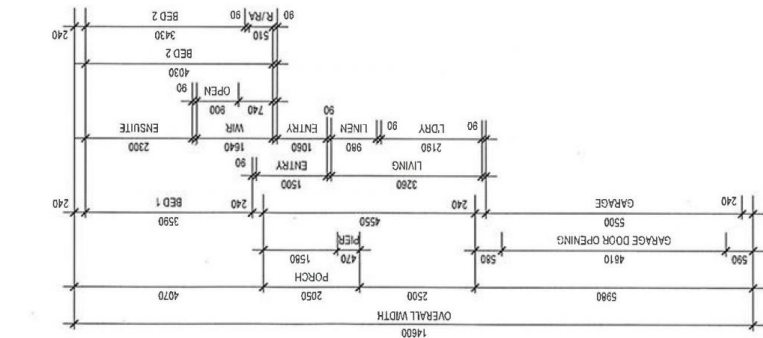 14600
OVERALL WIDTH
5980 2500 2050 4070
PORCH
590 4610 580 470 1580
GARAGE DOOR OPENING PIER
5500 4550 3590
240 GARAGE 240 240 BED 1 240
3260 1500
LIVING ENTRY 90
2190 980 1060 1640 2300
90 L'DRY 90 LINEN ENTRY WIR ENSUITE
90
740 900
OPEN 90
4030
BED 2
510 3430 240
90 R/RA 90 BED 2